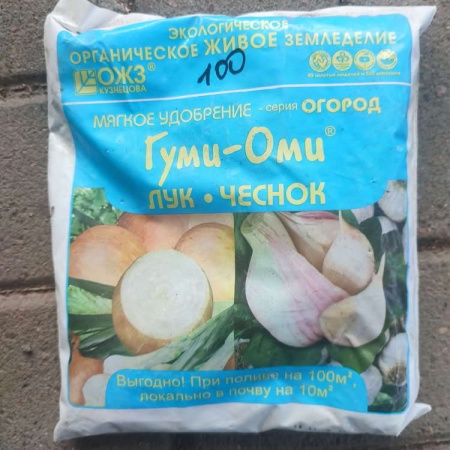 ЭКОЛОГИЧЕСКОЕ
ОРГАНИЧЕСКОЕ ЖИВОЕ ЗЕМЛЕДЕЛИЕ
ОЖЗ®
КУЗНЕЦОВА
100
МЯГКОЕ УДОБРЕНИЕ - серия ОГОРОД
Гуми-Оми®
ЛУК • ЧЕСНОК
Выгодно! При поливе на 100м²,
локально в почву на 10м²